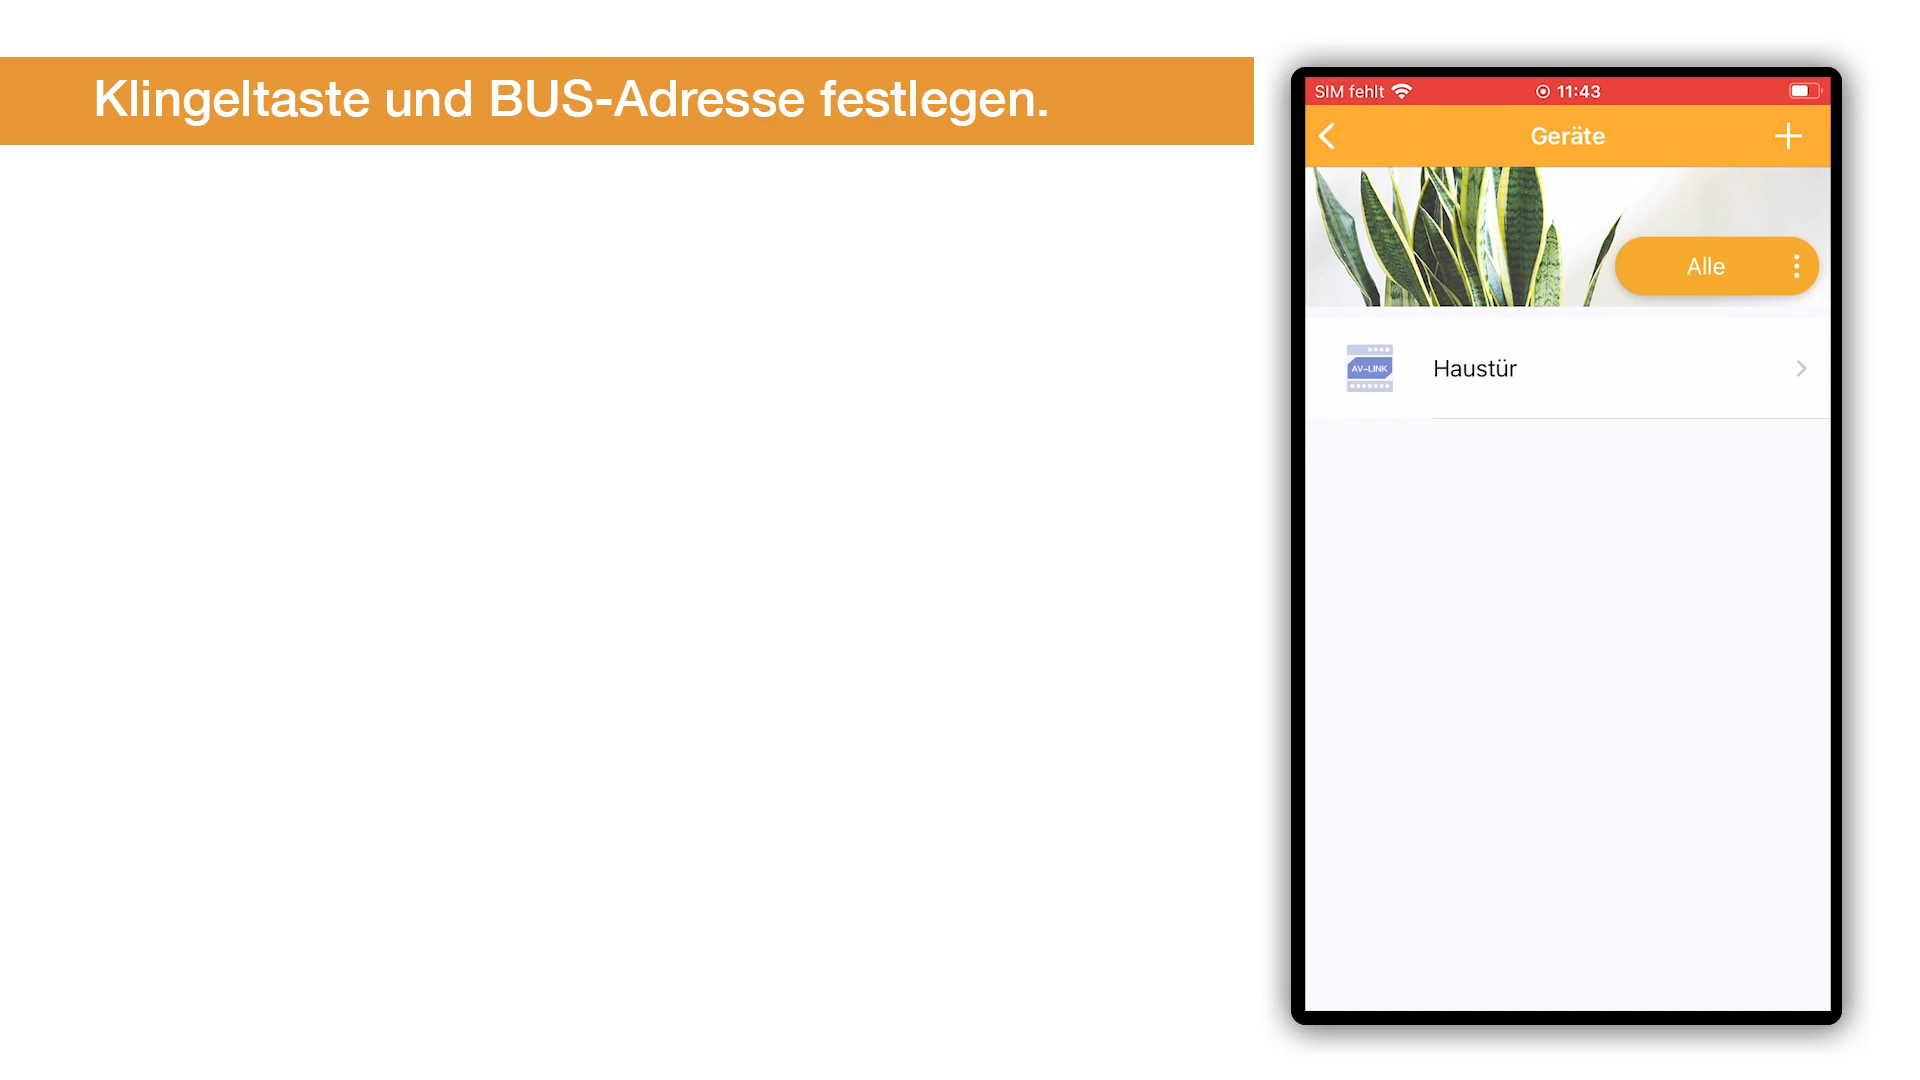 Klingeltaste und BUS-Adresse festlegen.
SIM fehlt 11:43
Geräte
Alle
AV-LINK
Haustür